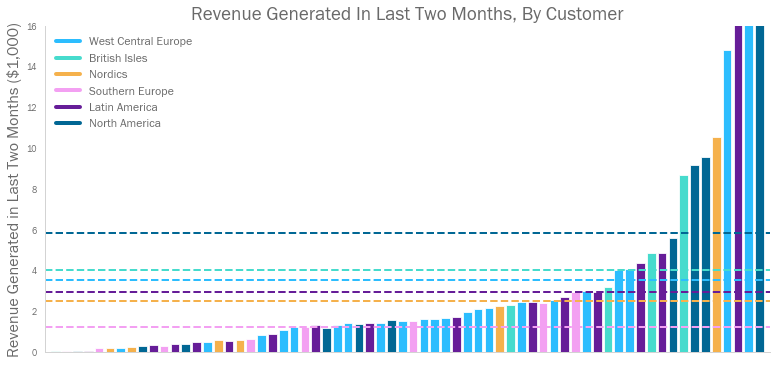 Revenue Generated In Last Two Months, By Customer
Revenue Generated in Last Two Months ($1,000)
16
14
12
10
8
6
4
2
0
West Central Europe
British Isles
Nordics
Southern Europe
Latin America
North America